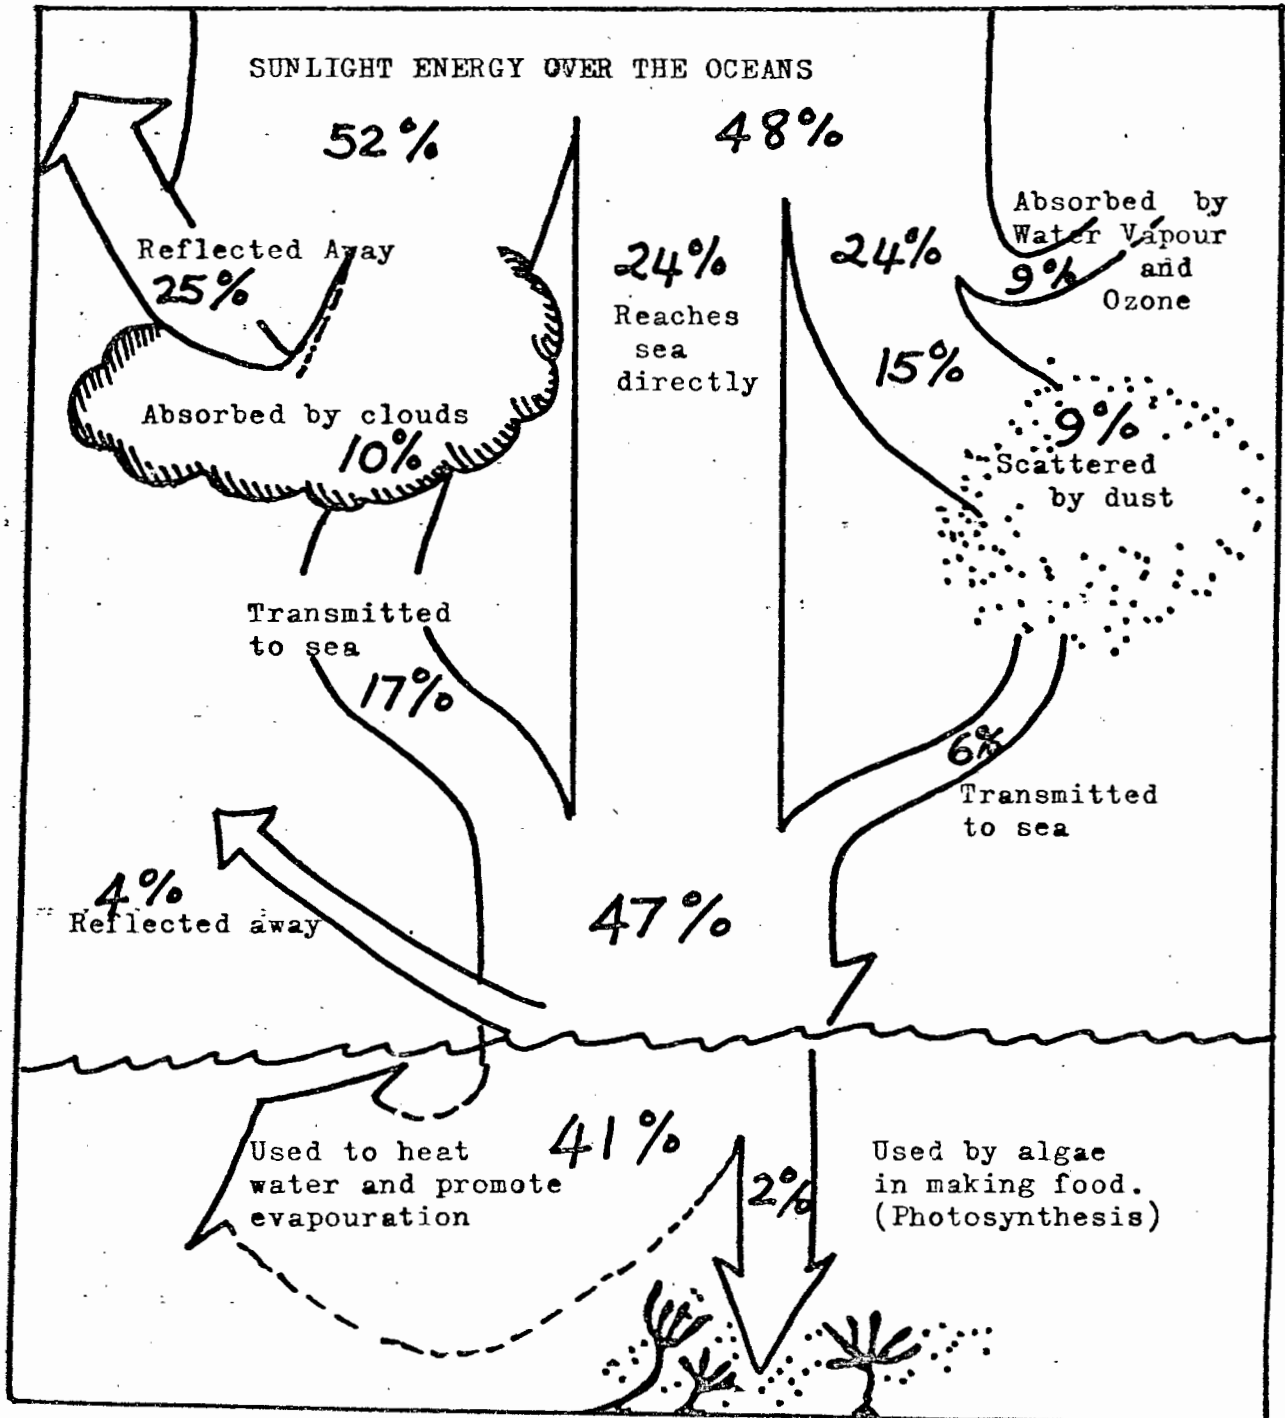 SUNLIGHT ENERGY OVER THE OCEANS
52%
48%
Reflected Away
25%
24%
Reaches
sea
directly
24%
Absorbed by
Water Vapour
and
Ozone
9%
15%
Absorbed by clouds
10%
9%
Scattered
by dust
Transmitted
to sea
17%
6%
Transmitted
to sea
4%
Reflected away
47%
Used to heat
water and promote
evapouration
41%
2%
Used by algae
in making food.
(Photosynthesis)